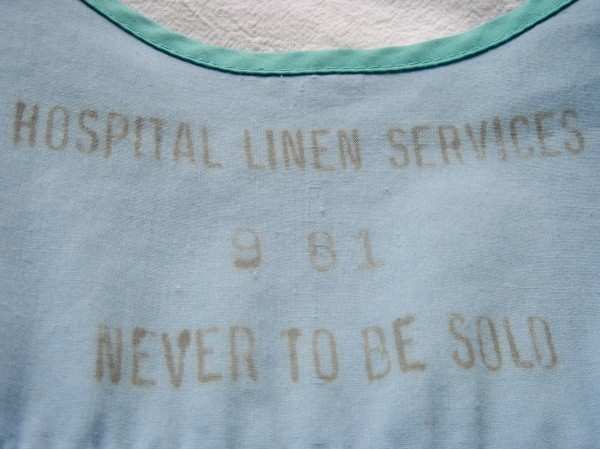 HOSPITAL LINEN SERVICES
9 81
NEVER TO BE SOLD